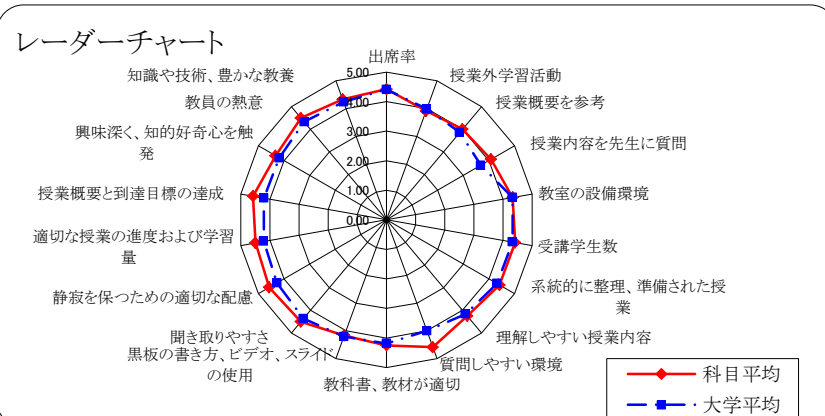 レーダーチャート
出席率
授業外学習活動
授業概要を参考
授業内容を先生に質問
教室の設備環境
受講学生数
系統的に整理、準備された授
業
理解しやすい授業内容
質問しやすい環境
教科書、教材が適切
黒板の書き方、ビデオ、スライド
の使用
聞き取りやすさ
静寂を保つための適切な配慮
適切な授業の進度および学習
量
授業概要と到達目標の達成
興味深く、知的好奇心を触
発
教員の熱意
知識や技術、豊かな教養
5.00
4.00
3.00
2.00
1.00
0.00
科目平均
大学平均